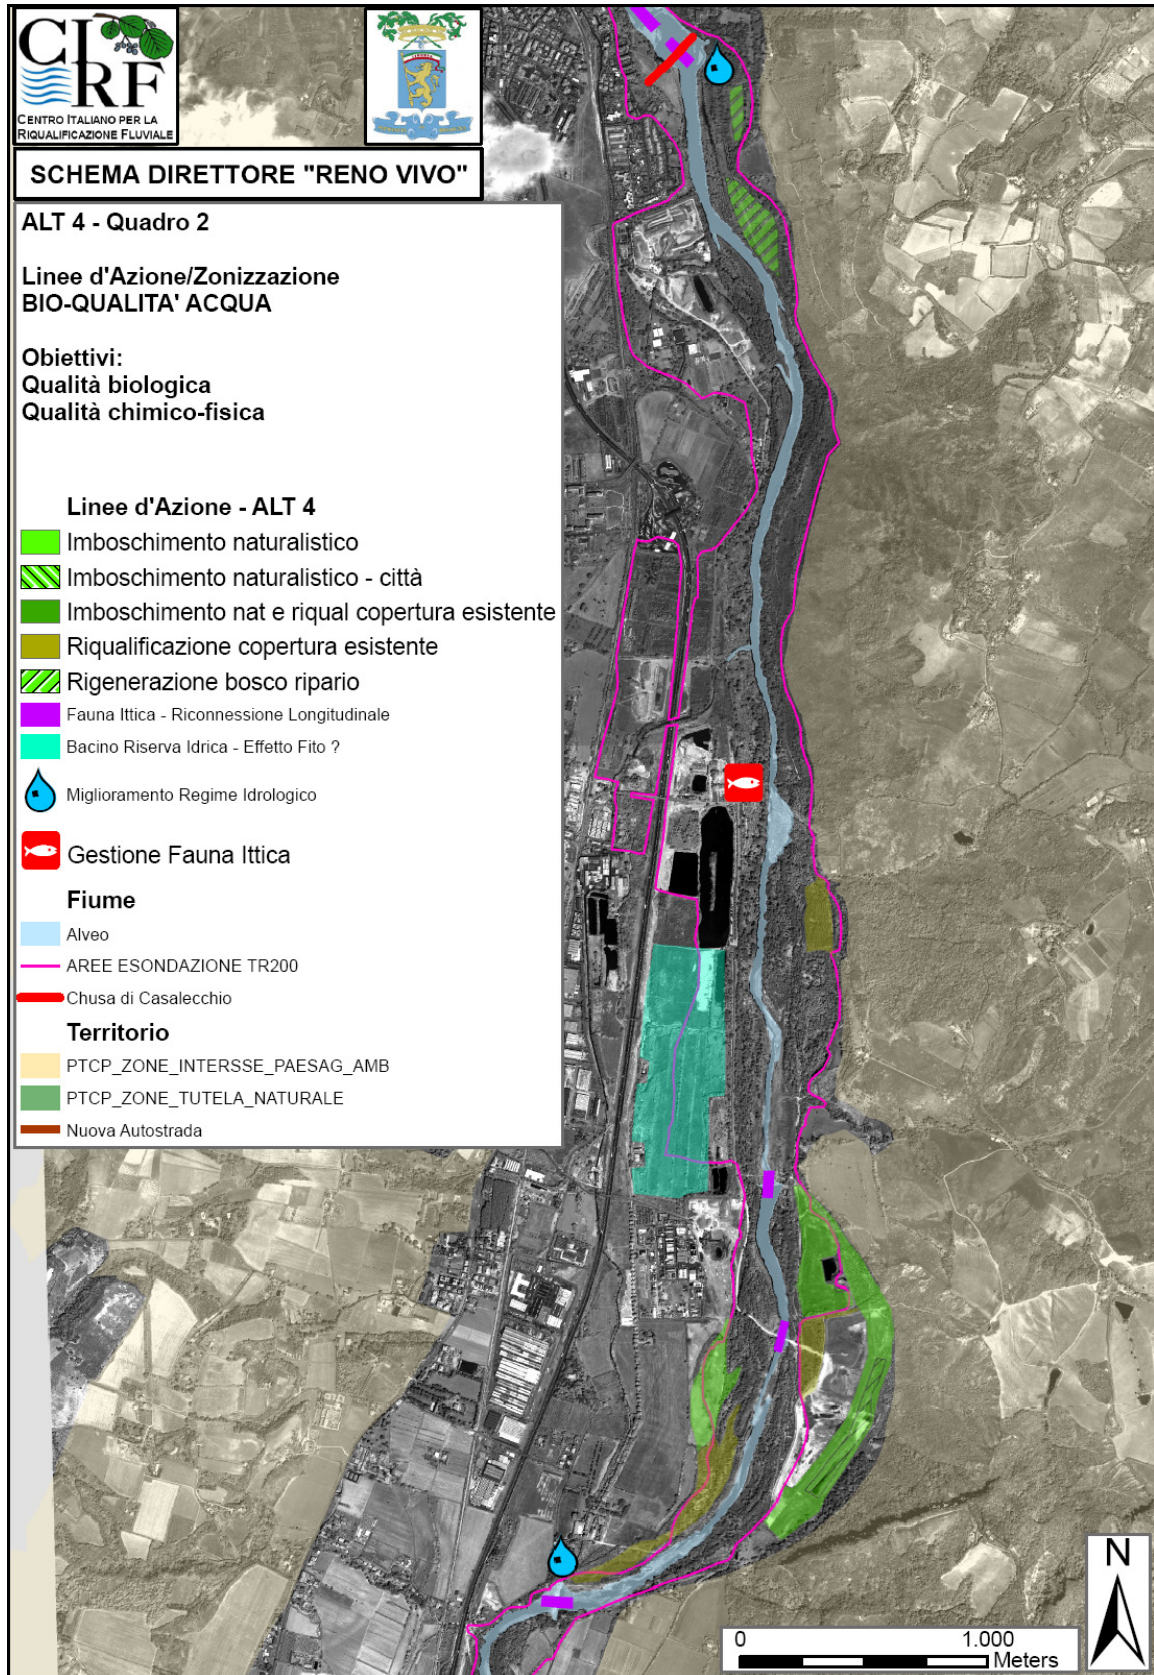 CIRF
CENTRO ITALIANO PER LA
RIQUALIFICAZIONE FLUVIALE
SCHEMA DIRETTORE "RENO VIVO"
ALT 4 - Quadro 2
Linee d'Azione/Zonizzazione
BIO-QUALITA' ACQUA
Obiettivi:
Qualità biologica
Qualità chimico-fisica
Linee d'Azione - ALT 4
Imboschimento naturalistico
Imboschimento naturalistico - città
Imboschimento nat e riqual copertura esistente
Riqualificazione copertura esistente
Rigenerazione bosco ripario
Fauna Ittica - Riconnessione Longitudinale
Bacino Riserva Idrica - Effetto Fito ?
Miglioramento Regime Idrologico
Gestione Fauna Ittica
Fiume
Alveo
AREE ESONDAZIONE TR200
Chusa di Casalecchio
Territorio
PTCP_ZONE_INTERSSE_PAESAG_AMB
PTCP_ZONE_TUTELA_NATURALE
Nuova Autostrada
N
0 1.000
Meters